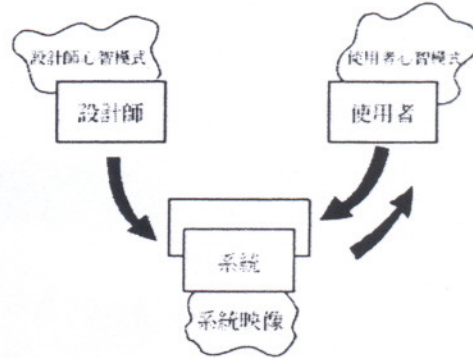 設計師心智模式
使用者心智模式
設計師
使用者
系統
系統映像